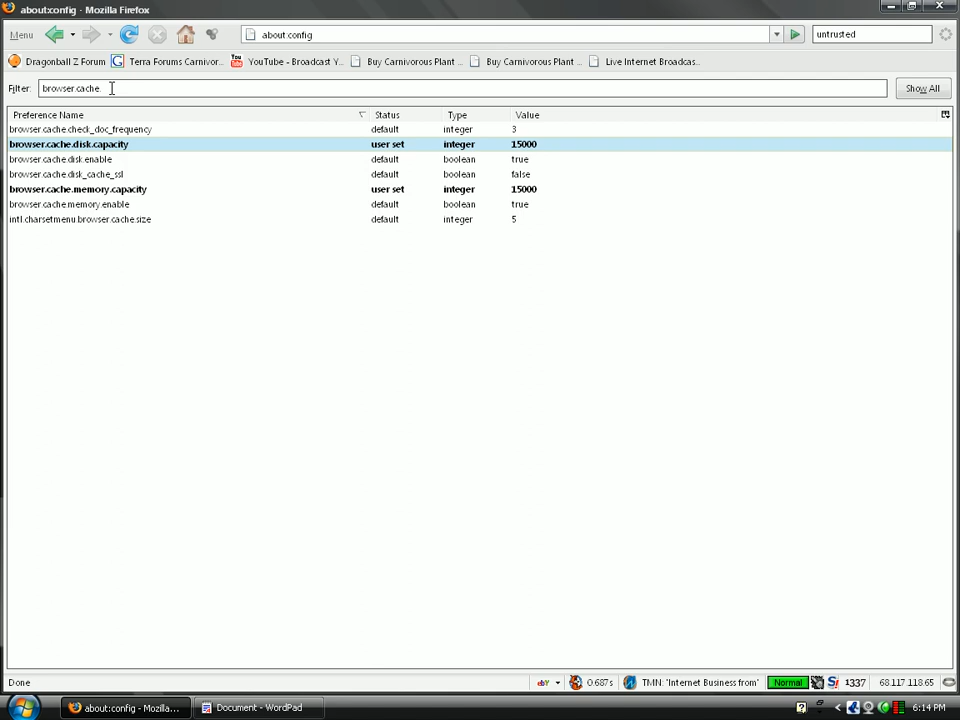 about:config - Mozilla Firefox
Menu about:config untrusted
Dragonball Z Forum Terra Forums Carnivor... YouTube - Broadcast Y... Buy Carnivorous Plant ... Buy Carnivorous Plant ... Live Internet Broadcas...
Filter: browser.cache. Show All
Preference Name Status Type Value
browser.cache.check_doc_frequency default integer 3
browser.cache.disk.capacity user set integer 15000
browser.cache.disk.enable default boolean true
browser.cache.disk_cache_ssl default boolean false
browser.cache.memory.capacity user set integer 15000
browser.cache.memory.enable default boolean true
intl.charsetmenu.browser.cache.size default integer 5
Done ebY 0.687s TMN: 'Internet Business from' Normal Si 1337 68.117.118.65
about:config - Mozilla... Document - WordPad 6:14 PM